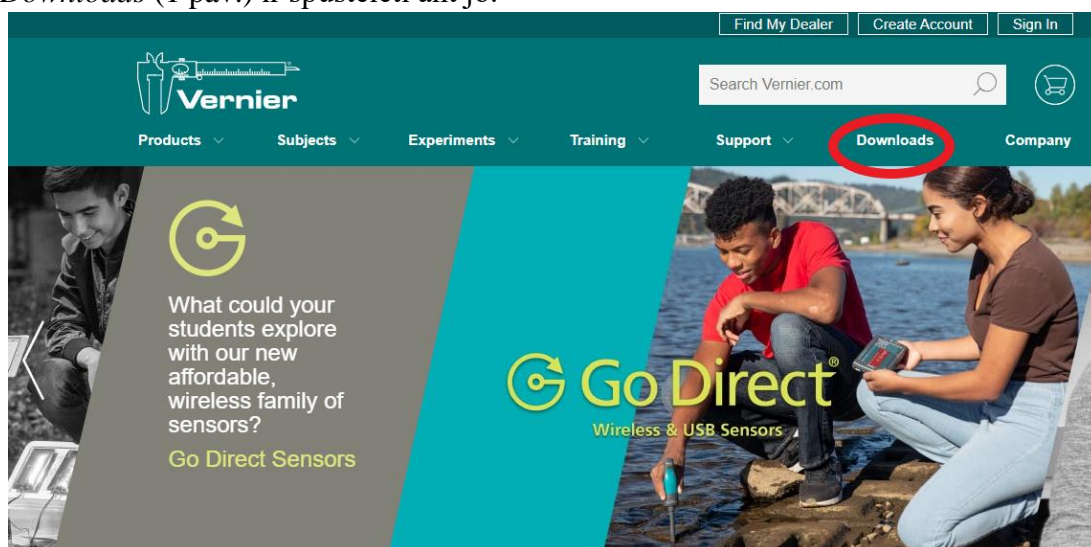 Downloads (1 pav.) ir spustelėti ant jo.
Find My Dealer Create Account Sign In
Vernier
Search Vernier.com
Products Subjects Experiments Training Support Downloads Company
What could your
students explore
with our new
affordable,
wireless family of
sensors?
Go Direct Sensors
Go Direct®
Wireless & USB Sensors